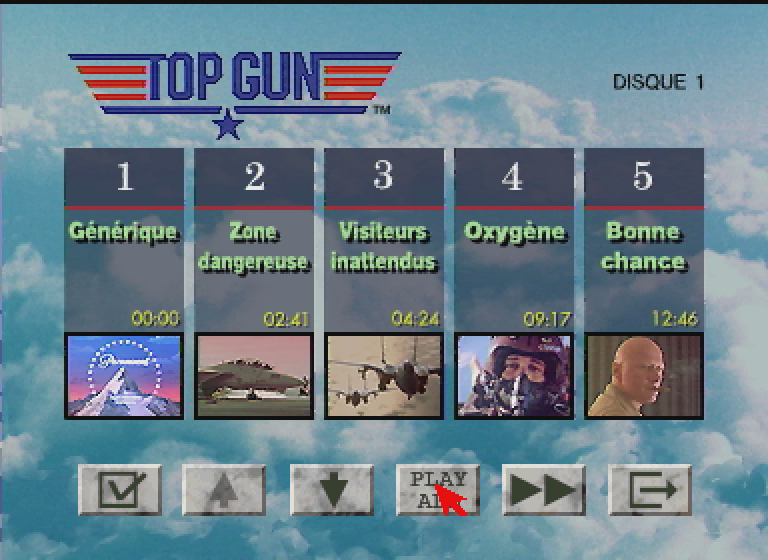 TOP GUN
TM
DISQUE 1
1
2
3
4
5
Générique
Zone
dangereuse
Visiteurs
inattendus
Oxygène
Bonne
chance
00:00
02:41
04:24
09:17
12:46
Paramount
PLAY